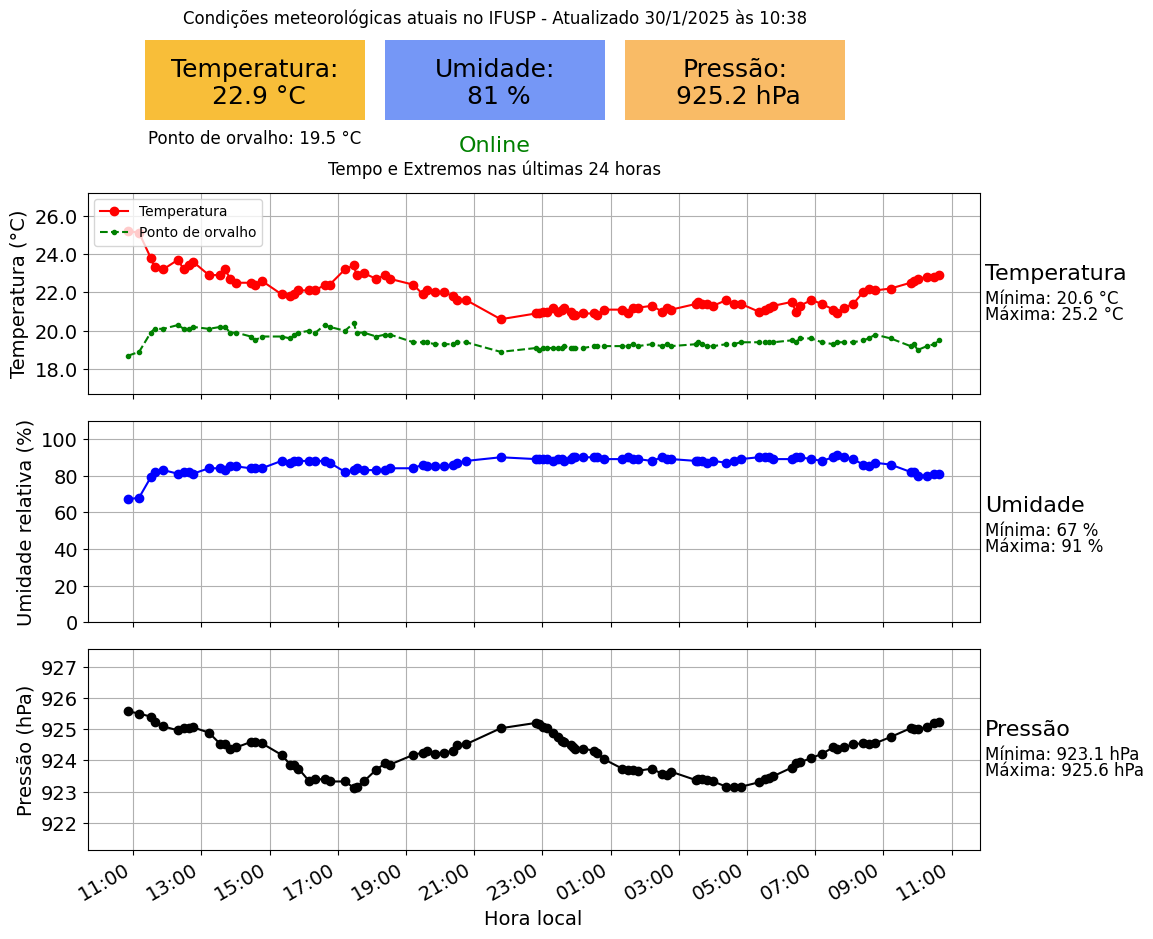 Condições meteorológicas atuais no IFUSP - Atualizado 30/1/2025 às 10:38
Temperatura:
22.9 °C
Umidade:
81 %
Pressão:
925.2 hPa
Ponto de orvalho: 19.5 °C
Online
Tempo e Extremos nas últimas 24 horas
Temperatura (°C)
26.0
24.0
22.0
20.0
18.0
Temperatura
Ponto de orvalho
Temperatura
Mínima: 20.6 °C
Máxima: 25.2 °C
Umidade relativa (%)
100
80
60
40
20
0
Umidade
Mínima: 67 %
Máxima: 91 %
Pressão (hPa)
927
926
925
924
923
922
Pressão
Mínima: 923.1 hPa
Máxima: 925.6 hPa
11:00 13:00 15:00 17:00 19:00 21:00 23:00 01:00 03:00 05:00 07:00 09:00 11:00
Hora local